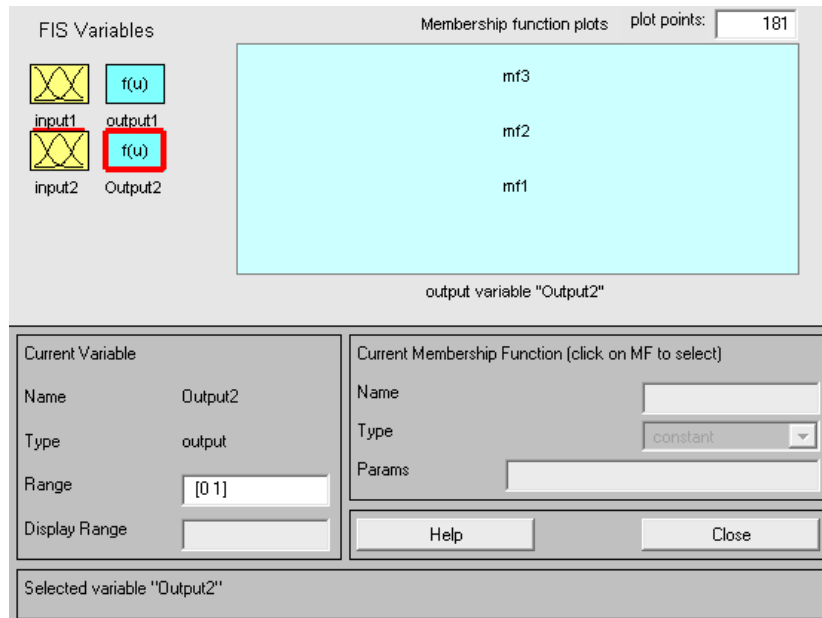 FIS Variables
Membership function plots
plot points:
181
f(u)
input1
output1
f(u)
input2
Output2
mf3
mf2
mf1
output variable "Output2"
Current Variable
Name
Output2
Type
output
Range
[0 1]
Display Range
Current Membership Function (click on MF to select)
Name
Type
constant
Params
Help
Close
Selected variable "Output2"